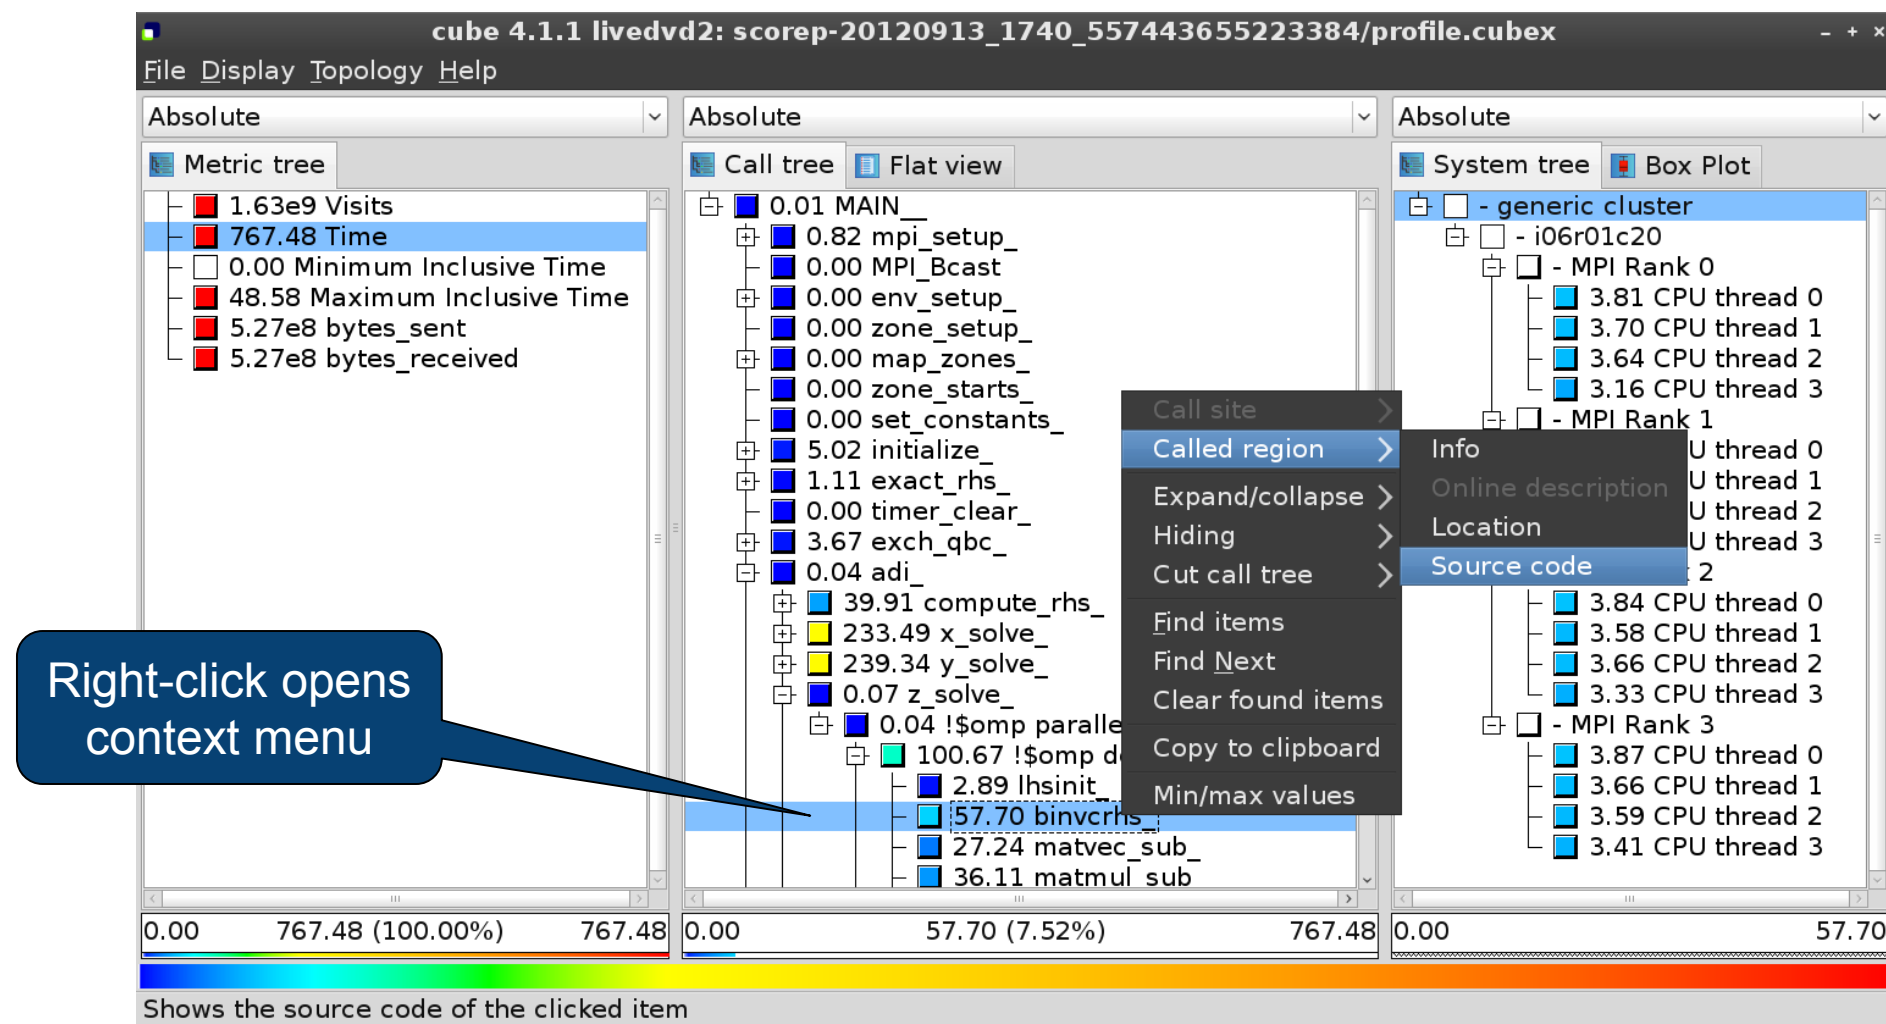 cube 4.1.1 livedvd2: scorep-20120913_1740_557443655223384/profile.cubex
File Display Topology Help
Absolute
Metric tree
1.63e9 Visits
767.48 Time
0.00 Minimum Inclusive Time
48.58 Maximum Inclusive Time
5.27e8 bytes_sent
5.27e8 bytes_received
0.00 767.48 (100.00%) 767.48
Absolute
Call tree Flat view
0.01 MAIN__
0.82 mpi_setup_
0.00 MPI_Bcast
0.00 env_setup_
0.00 zone_setup_
0.00 map_zones_
0.00 zone_starts_
0.00 set_constants_
5.02 initialize_
1.11 exact_rhs_
0.00 timer_clear_
3.67 exch_qbc_
0.04 adi_
39.91 compute_rhs_
233.49 x_solve_
239.34 y_solve_
0.07 z_solve_
0.04 !$omp paralle
100.67 !$omp d
2.89 lhsinit_
57.70 binvcrhs_
27.24 matvec_sub_
36.11 matmul_sub
0.00 57.70 (7.52%) 767.48
Call site
Called region
Expand/collapse
Hiding
Cut call tree
Find items
Find Next
Clear found items
Copy to clipboard
Min/max values
Info
Online description
Location
Source code
Absolute
System tree Box Plot
- generic cluster
- i06r01c20
- MPI Rank 0
3.81 CPU thread 0
3.70 CPU thread 1
3.64 CPU thread 2
3.16 CPU thread 3
- MPI Rank 1
U thread 0
U thread 1
U thread 2
U thread 3
2
3.84 CPU thread 0
3.58 CPU thread 1
3.66 CPU thread 2
3.33 CPU thread 3
- MPI Rank 3
3.87 CPU thread 0
3.66 CPU thread 1
3.59 CPU thread 2
3.41 CPU thread 3
0.00 57.70
Right-click opens
context menu
Shows the source code of the clicked item